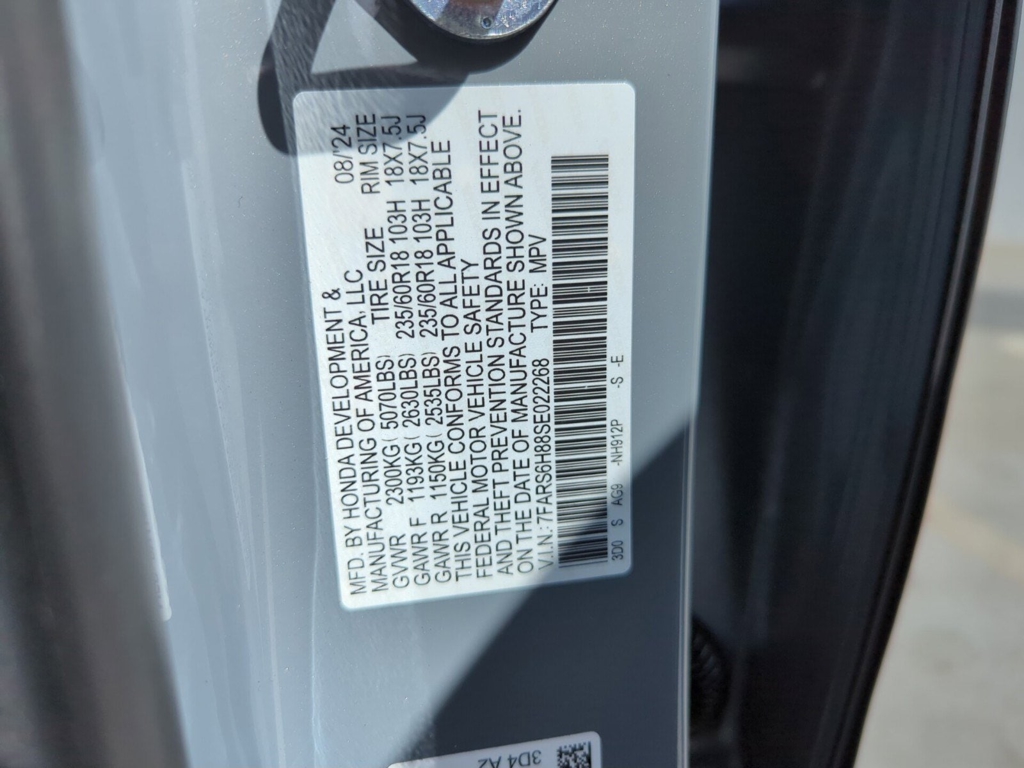 MFD. BY HONDA DEVELOPMENT &
MANUFACTURING OF AMERICA, LLC 08/24
GVWR 2300KG ( 5070LBS) TIRE SIZE RIM SIZE
GAWR F 1193KG ( 2630LBS) 235/60R18 103H 18X7.5J
GAWR R 1150KG ( 2535LBS) 235/60R18 103H 18X7.5J
THIS VEHICLE CONFORMS TO ALL APPLICABLE
FEDERAL MOTOR VEHICLE SAFETY
AND THEFT PREVENTION STANDARDS IN EFFECT
ON THE DATE OF MANUFACTURE SHOWN ABOVE.
V.I.N.: 7FARS6H88SE022268 TYPE: MPV
3D0 S AG9 -NH912P -S -E
3D4 AZ